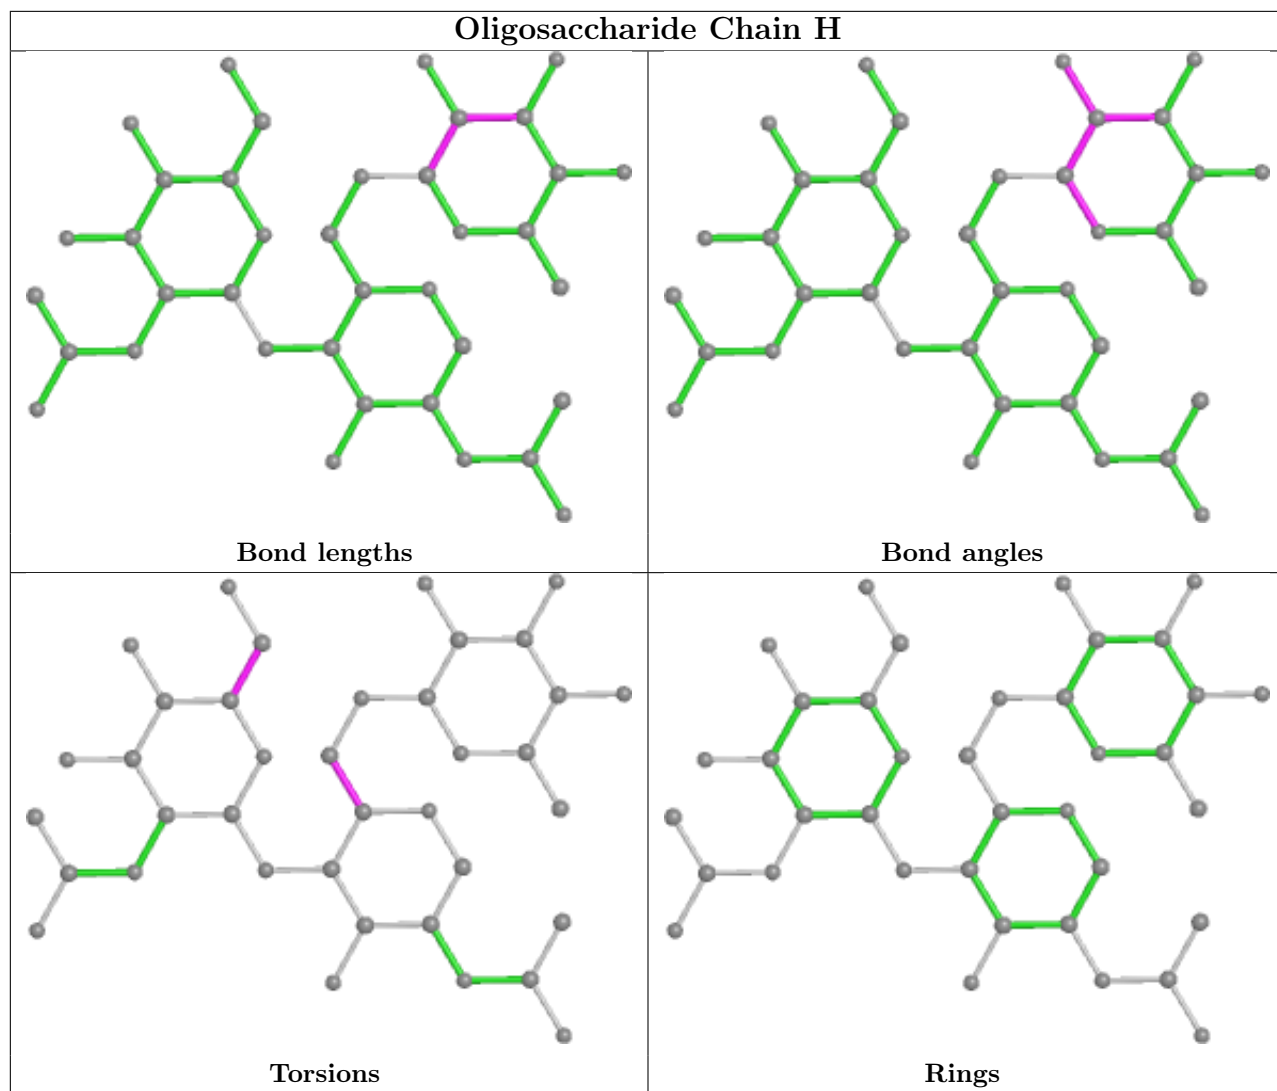 Oligosaccharide Chain H
Bond lengths
Bond angles
Torsions
Rings